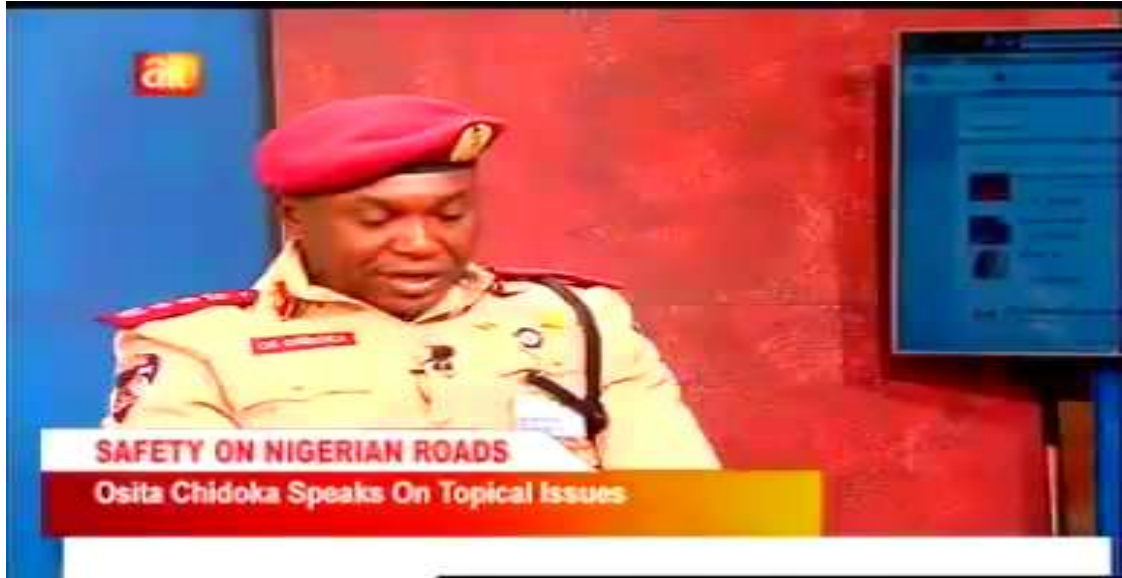 ait
SAFETY ON NIGERIAN ROADS
Osita Chidoka Speaks On Topical Issues